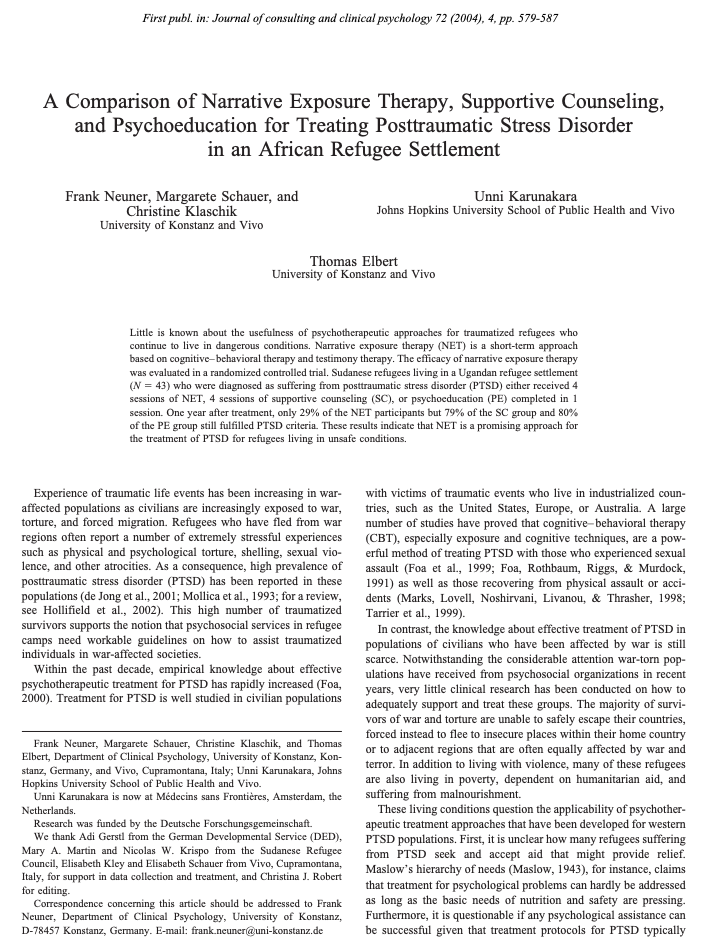 First publ. in: Journal of consulting and clinical psychology 72 (2004), 4, pp. 579-587
A Comparison of Narrative Exposure Therapy, Supportive Counseling,
and Psychoeducation for Treating Posttraumatic Stress Disorder
in an African Refugee Settlement
Frank Neuner, Margarete Schauer, and
Christine Klaschik
University of Konstanz and Vivo
Unni Karunakara
Johns Hopkins University School of Public Health and Vivo
Thomas Elbert
University of Konstanz and Vivo
Little is known about the usefulness of psychotherapeutic approaches for traumatized refugees who
continue to live in dangerous conditions. Narrative exposure therapy (NET) is a short-term approach
based on cognitive–behavioral therapy and testimony therapy. The efficacy of narrative exposure therapy
was evaluated in a randomized controlled trial. Sudanese refugees living in a Ugandan refugee settlement
(N = 43) who were diagnosed as suffering from posttraumatic stress disorder (PTSD) either received 4
sessions of NET, 4 sessions of supportive counseling (SC), or psychoeducation (PE) completed in 1
session. One year after treatment, only 29% of the NET participants but 79% of the SC group and 80%
of the PE group still fulfilled PTSD criteria. These results indicate that NET is a promising approach for
the treatment of PTSD for refugees living in unsafe conditions.
Experience of traumatic life events has been increasing in war-
affected populations as civilians are increasingly exposed to war,
torture, and forced migration. Refugees who have fled from war
regions often report a number of extremely stressful experiences
such as physical and psychological torture, shelling, sexual vio-
lence, and other atrocities. As a consequence, high prevalence of
posttraumatic stress disorder (PTSD) has been reported in these
populations (de Jong et al., 2001; Mollica et al., 1993; for a review,
see Hollifield et al., 2002). This high number of traumatized
survivors supports the notion that psychosocial services in refugee
camps need workable guidelines on how to assist traumatized
individuals in war-affected societies.
Within the past decade, empirical knowledge about effective
psychotherapeutic treatment for PTSD has rapidly increased (Foa,
2000). Treatment for PTSD is well studied in civilian populations
Frank Neuner, Margarete Schauer, Christine Klaschik, and Thomas
Elbert, Department of Clinical Psychology, University of Konstanz, Kon-
stanz, Germany, and Vivo, Cupramontana, Italy; Unni Karunakara, Johns
Hopkins University School of Public Health and Vivo.
Unni Karunakara is now at Médecins sans Frontières, Amsterdam, the
Netherlands.
Research was funded by the Deutsche Forschungsgemeinschaft.
We thank Adi Gerstl from the German Developmental Service (DED),
Mary A. Martin and Nicolas W. Krispo from the Sudanese Refugee
Council, Elisabeth Kley and Elisabeth Schauer from Vivo, Cupramontana,
Italy, for support in data collection and treatment, and Christina J. Robert
for editing.
Correspondence concerning this article should be addressed to Frank
Neuner, Department of Clinical Psychology, University of Konstanz,
D-78457 Konstanz, Germany. E-mail: frank.neuner@uni-konstanz.de
with victims of traumatic events who live in industrialized coun-
tries, such as the United States, Europe, or Australia. A large
number of studies have proved that cognitive–behavioral therapy
(CBT), especially exposure and cognitive techniques, are a pow-
erful method of treating PTSD with those who experienced sexual
assault (Foa et al., 1999; Foa, Rothbaum, Riggs, & Murdock,
1991) as well as those recovering from physical assault or acci-
dents (Marks, Lovell, Noshirvani, Livanou, & Thrasher, 1998;
Tarrier et al., 1999).
In contrast, the knowledge about effective treatment of PTSD in
populations of civilians who have been affected by war is still
scarce. Notwithstanding the considerable attention war-torn pop-
ulations have received from psychosocial organizations in recent
years, very little clinical research has been conducted on how to
adequately support and treat these groups. The majority of survi-
vors of war and torture are unable to safely escape their countries,
forced instead to flee to insecure places within their home country
or to adjacent regions that are often equally affected by war and
terror. In addition to living with violence, many of these refugees
are also living in poverty, dependent on humanitarian aid, and
suffering from malnourishment.
These living conditions question the applicability of psychother-
apeutic treatment approaches that have been developed for western
PTSD populations. First, it is unclear how many refugees suffering
from PTSD seek and accept aid that might provide relief.
Maslow's hierarchy of needs (Maslow, 1943), for instance, claims
that treatment for psychological problems can hardly be addressed
as long as the basic needs of nutrition and safety are imperiled.
Furthermore, it is questionable if any psychological assistance can
be successful given that treatment protocols for PTSD typically